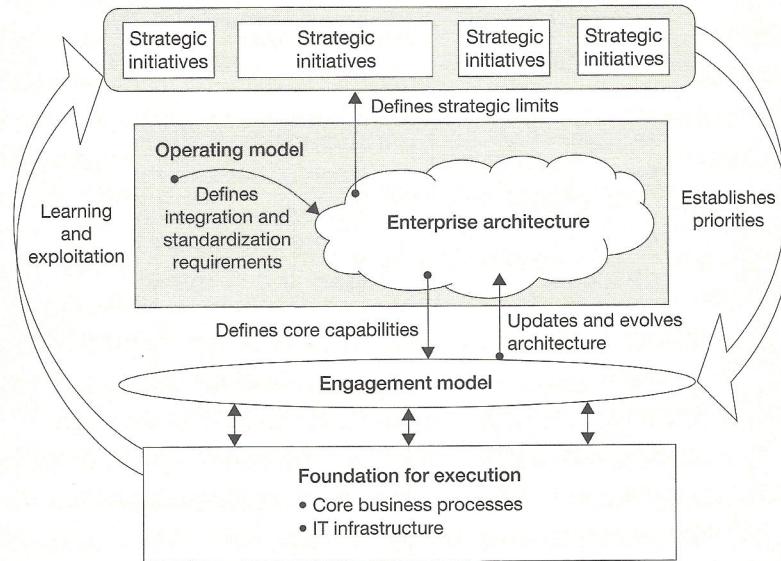 Strategic
initiatives
Strategic
initiatives
Strategic
initiatives
Strategic
initiatives
Defines strategic limits
Operating model
Defines
integration and
standardization
requirements
Enterprise architecture
Learning
and
exploitation
Establishes
priorities
Defines core capabilities
Updates and evolves
architecture
Engagement model
Foundation for execution
• Core business processes
• IT infrastructure